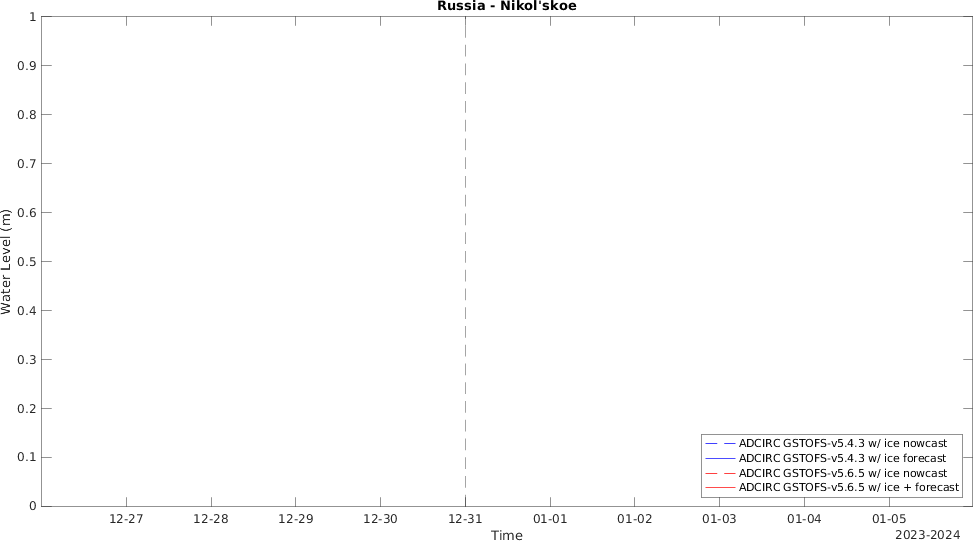 Russia - Nikol'skoe
1
0.9
0.8
0.7
0.6
0.5
0.4
0.3
0.2
0.1
0
Water Level (m)
ADCIRC GSTOFS-v5.4.3 w/ ice nowcast
ADCIRC GSTOFS-v5.4.3 w/ ice forecast
ADCIRC GSTOFS-v5.6.5 w/ ice nowcast
ADCIRC GSTOFS-v5.6.5 w/ ice + forecast
12-27 12-28 12-29 12-30 12-31 01-01 01-02 01-03 01-04 01-05
Time
2023-2024